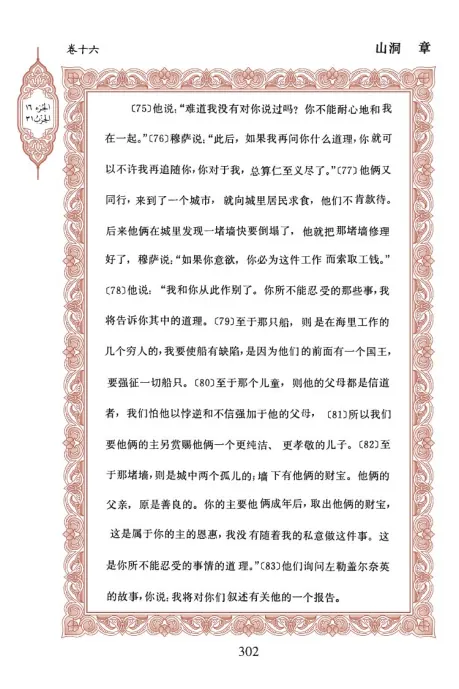 卷十六
山洞　章
الجزء ١٦
الحزب ٣١
〔75〕他说:“难道我没有对你说过吗?你不能耐心地和我
在一起。”〔76〕穆萨说:“此后,如果我再问你什么道理,你就可
以不许我再追随你,你对于我,总算仁至义尽了。”〔77〕他俩又
同行,来到了一个城市,就向城里居民求食,他们不肯款待。
后来他俩在城里发现一堵墙快要倒塌了,他就把那堵墙修理
好了,穆萨说:“如果你意欲,你必为这件工作而索取工钱。”
〔78〕他说:“我和你从此作别了。你所不能忍受的那些事,我
将告诉你其中的道理。〔79〕至于那只船,则是在海里工作的
几个穷人的,我要使船有缺陷,是因为他们的前面有一个国王,
要强征一切船只。〔80〕至于那个儿童,则他的父母都是信道
者,我们怕他以悖逆和不信强加于他的父母,〔81〕所以我们
要他俩的主另赏赐他俩一个更纯洁、更孝敬的儿子。〔82〕至
于那堵墙,则是城中两个孤儿的;墙下有他俩的财宝。他俩的
父亲,原是善良的。你的主要他俩成年后,取出他俩的财宝,
这是属于你的主的恩惠,我没有随着我的私意做这件事。这
是你所不能忍受的事情的道理。”〔83〕他们询问左勒盖尔奈英
的故事,你说:我将对你们叙述有关他的一个报告。
302